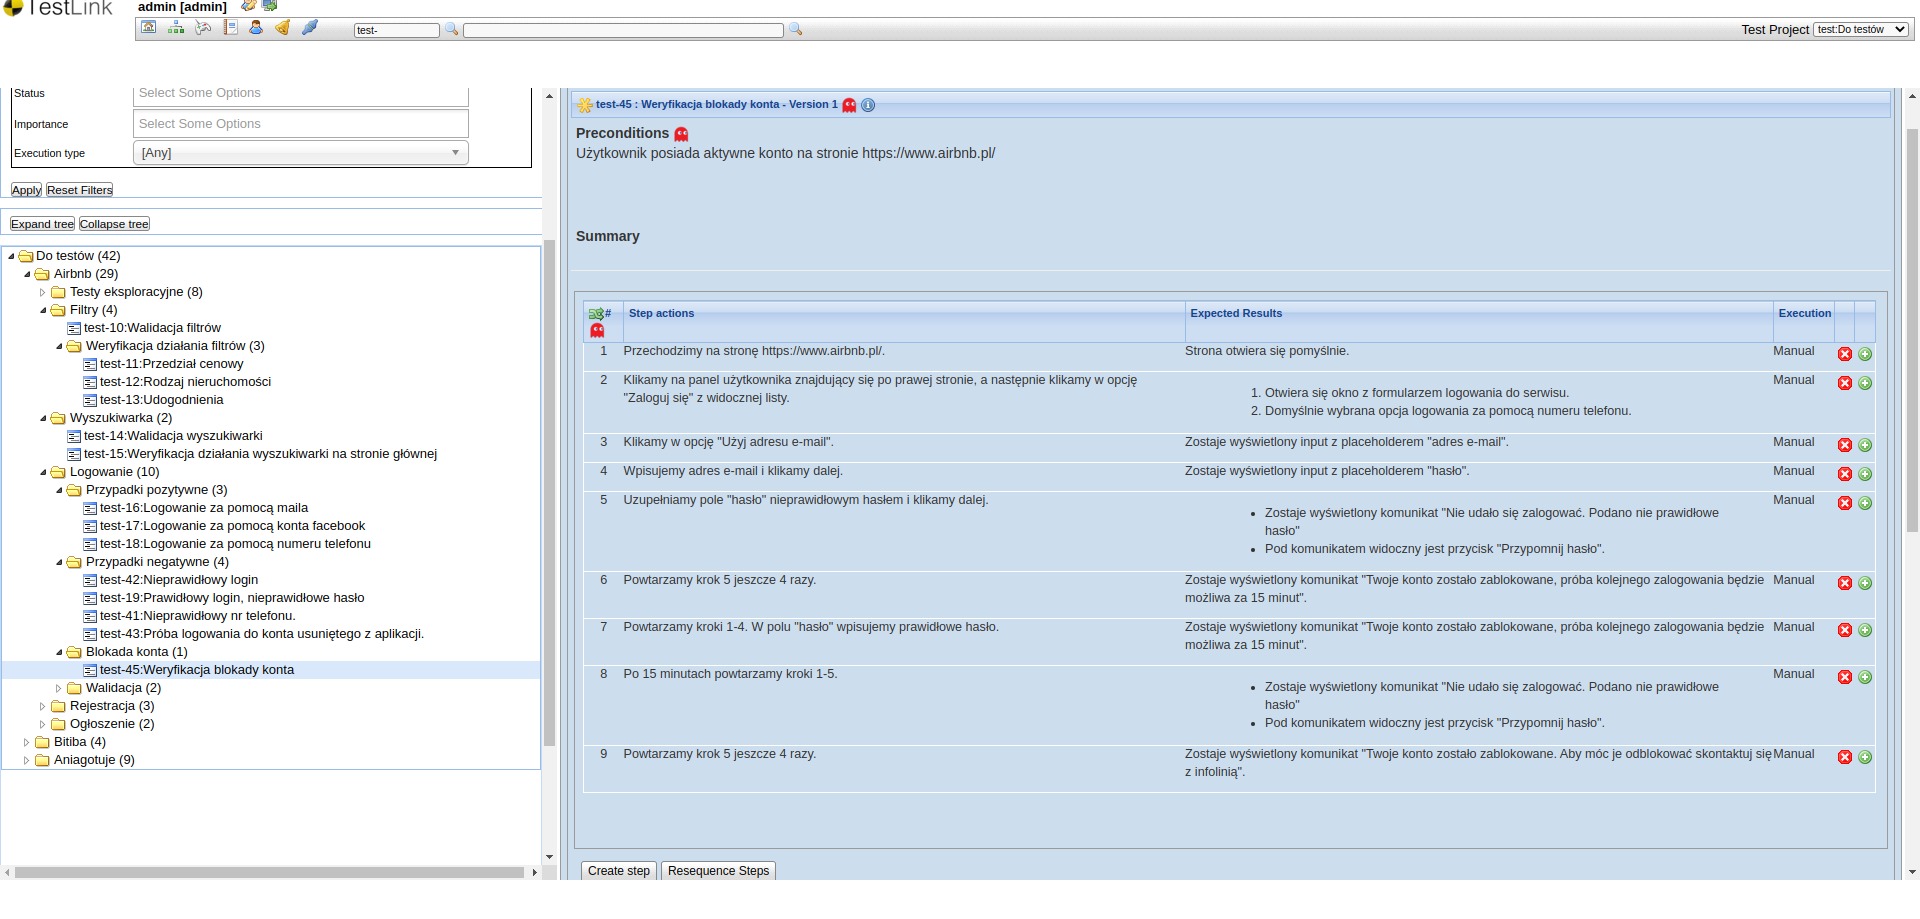 TestLink
admin [admin]
test-
Test Project test:Do testów
Status Select Some Options
Importance Select Some Options
Execution type [Any]
Apply Reset Filters
Expand tree Collapse tree
Do testów (42)
Airbnb (29)
Testy eksploracyjne (8)
Filtry (4)
test-10:Walidacja filtrów
Weryfikacja działania filtrów (3)
test-11:Przedział cenowy
test-12:Rodzaj nieruchomości
test-13:Udogodnienia
Wyszukiwarka (2)
test-14:Walidacja wyszukiwarki
test-15:Weryfikacja działania wyszukiwarki na stronie głównej
Logowanie (10)
Przypadki pozytywne (3)
test-16:Logowanie za pomocą maila
test-17:Logowanie za pomocą konta facebook
test-18:Logowanie za pomocą numeru telefonu
Przypadki negatywne (4)
test-42:Nieprawidłowy login
test-19:Prawidłowy login, nieprawidłowe hasło
test-41:Nieprawidłowy nr telefonu.
test-43:Próba logowania do konta usuniętego z aplikacji.
Blokada konta (1)
test-45:Weryfikacja blokady konta
Walidacja (2)
Rejestracja (3)
Ogłoszenie (2)
Bitiba (4)
Aniagotuje (9)
test-45 : Weryfikacja blokady konta - Version 1
Preconditions
Użytkownik posiada aktywne konto na stronie https://www.airbnb.pl/
Summary
# Step actions Expected Results Execution
1 Przechodzimy na stronę https://www.airbnb.pl/. Strona otwiera się pomyślnie. Manual
2 Klikamy na panel użytkownika znajdujący się po prawej stronie, a następnie klikamy w opcję Manual
"Zaloguj się" z widocznej listy.
1. Otwiera się okno z formularzem logowania do serwisu.
2. Domyślnie wybrana opcja logowania za pomocą numeru telefonu.
3 Klikamy w opcję "Użyj adresu e-mail". Zostaje wyświetlony input z placeholderem "adres e-mail". Manual
4 Wpisujemy adres e-mail i klikamy dalej. Zostaje wyświetlony input z placeholderem "hasło". Manual
5 Uzupełniamy pole "hasło" nieprawidłowym hasłem i klikamy dalej. Manual
• Zostaje wyświetlony komunikat "Nie udało się zalogować. Podano nie prawidłowe
hasło"
• Pod komunikatem widoczny jest przycisk "Przypomnij hasło".
6 Powtarzamy krok 5 jeszcze 4 razy. Zostaje wyświetlony komunikat "Twoje konto zostało zablokowane, próba kolejnego zalogowania będzie Manual
możliwa za 15 minut".
7 Powtarzamy kroki 1-4. W polu "hasło" wpisujemy prawidłowe hasło. Zostaje wyświetlony komunikat "Twoje konto zostało zablokowane, próba kolejnego zalogowania będzie Manual
możliwa za 15 minut".
8 Po 15 minutach powtarzamy kroki 1-5. Manual
• Zostaje wyświetlony komunikat "Nie udało się zalogować. Podano nie prawidłowe
hasło"
• Pod komunikatem widoczny jest przycisk "Przypomnij hasło".
9 Powtarzamy krok 5 jeszcze 4 razy. Zostaje wyświetlony komunikat "Twoje konto zostało zablokowane. Aby móc je odblokować skontaktuj się Manual
z infolinią".
Create step Resequence Steps